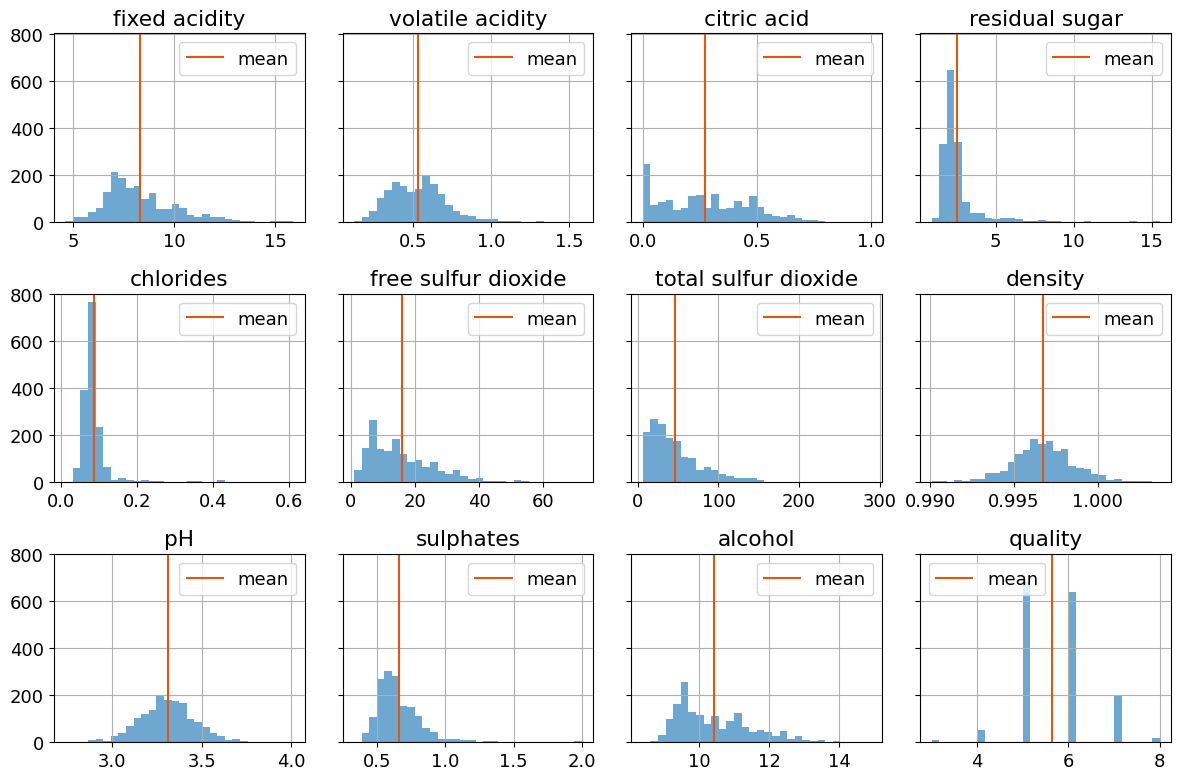 fixed acidity volatile acidity citric acid residual sugar
800 mean mean mean mean
600
400
200
0
5 10 15 0.5 1.0 1.5 0.0 0.5 1.0 5 10 15
chlorides free sulfur dioxide total sulfur dioxide density
800 mean mean mean mean
600
400
200
0
0.0 0.2 0.4 0.6 0 20 40 60 0 100 200 300 0.990 0.995 1.000
pH sulphates alcohol quality
800 mean mean mean mean
600
400
200
0
3.0 3.5 4.0 0.5 1.0 1.5 2.0 10 12 14 4 6 8